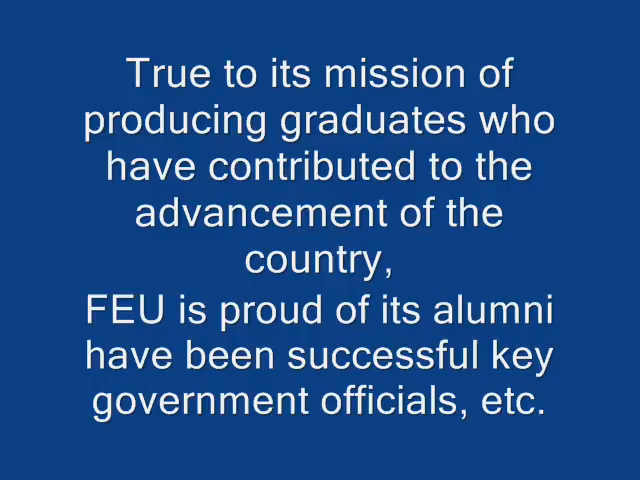 True to its mission of
producing graduates who
have contributed to the
advancement of the
country,
FEU is proud of its alumni
have been successful key
government officials, etc.